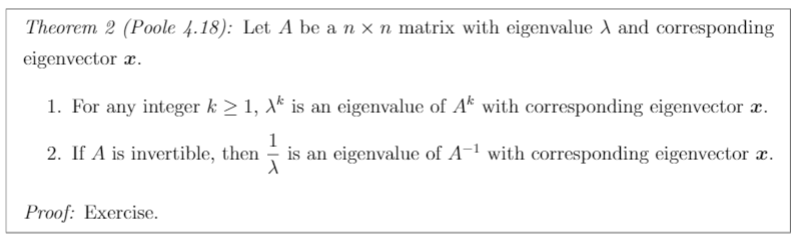 Theorem 2 (Poole 4.18): Let A be a n × n matrix with eigenvalue λ and corresponding
eigenvector x.
1. For any integer k ≥ 1, λ^k is an eigenvalue of A^k with corresponding eigenvector x.
2. If A is invertible, then 1/λ is an eigenvalue of A^−1 with corresponding eigenvector x.
Proof: Exercise.